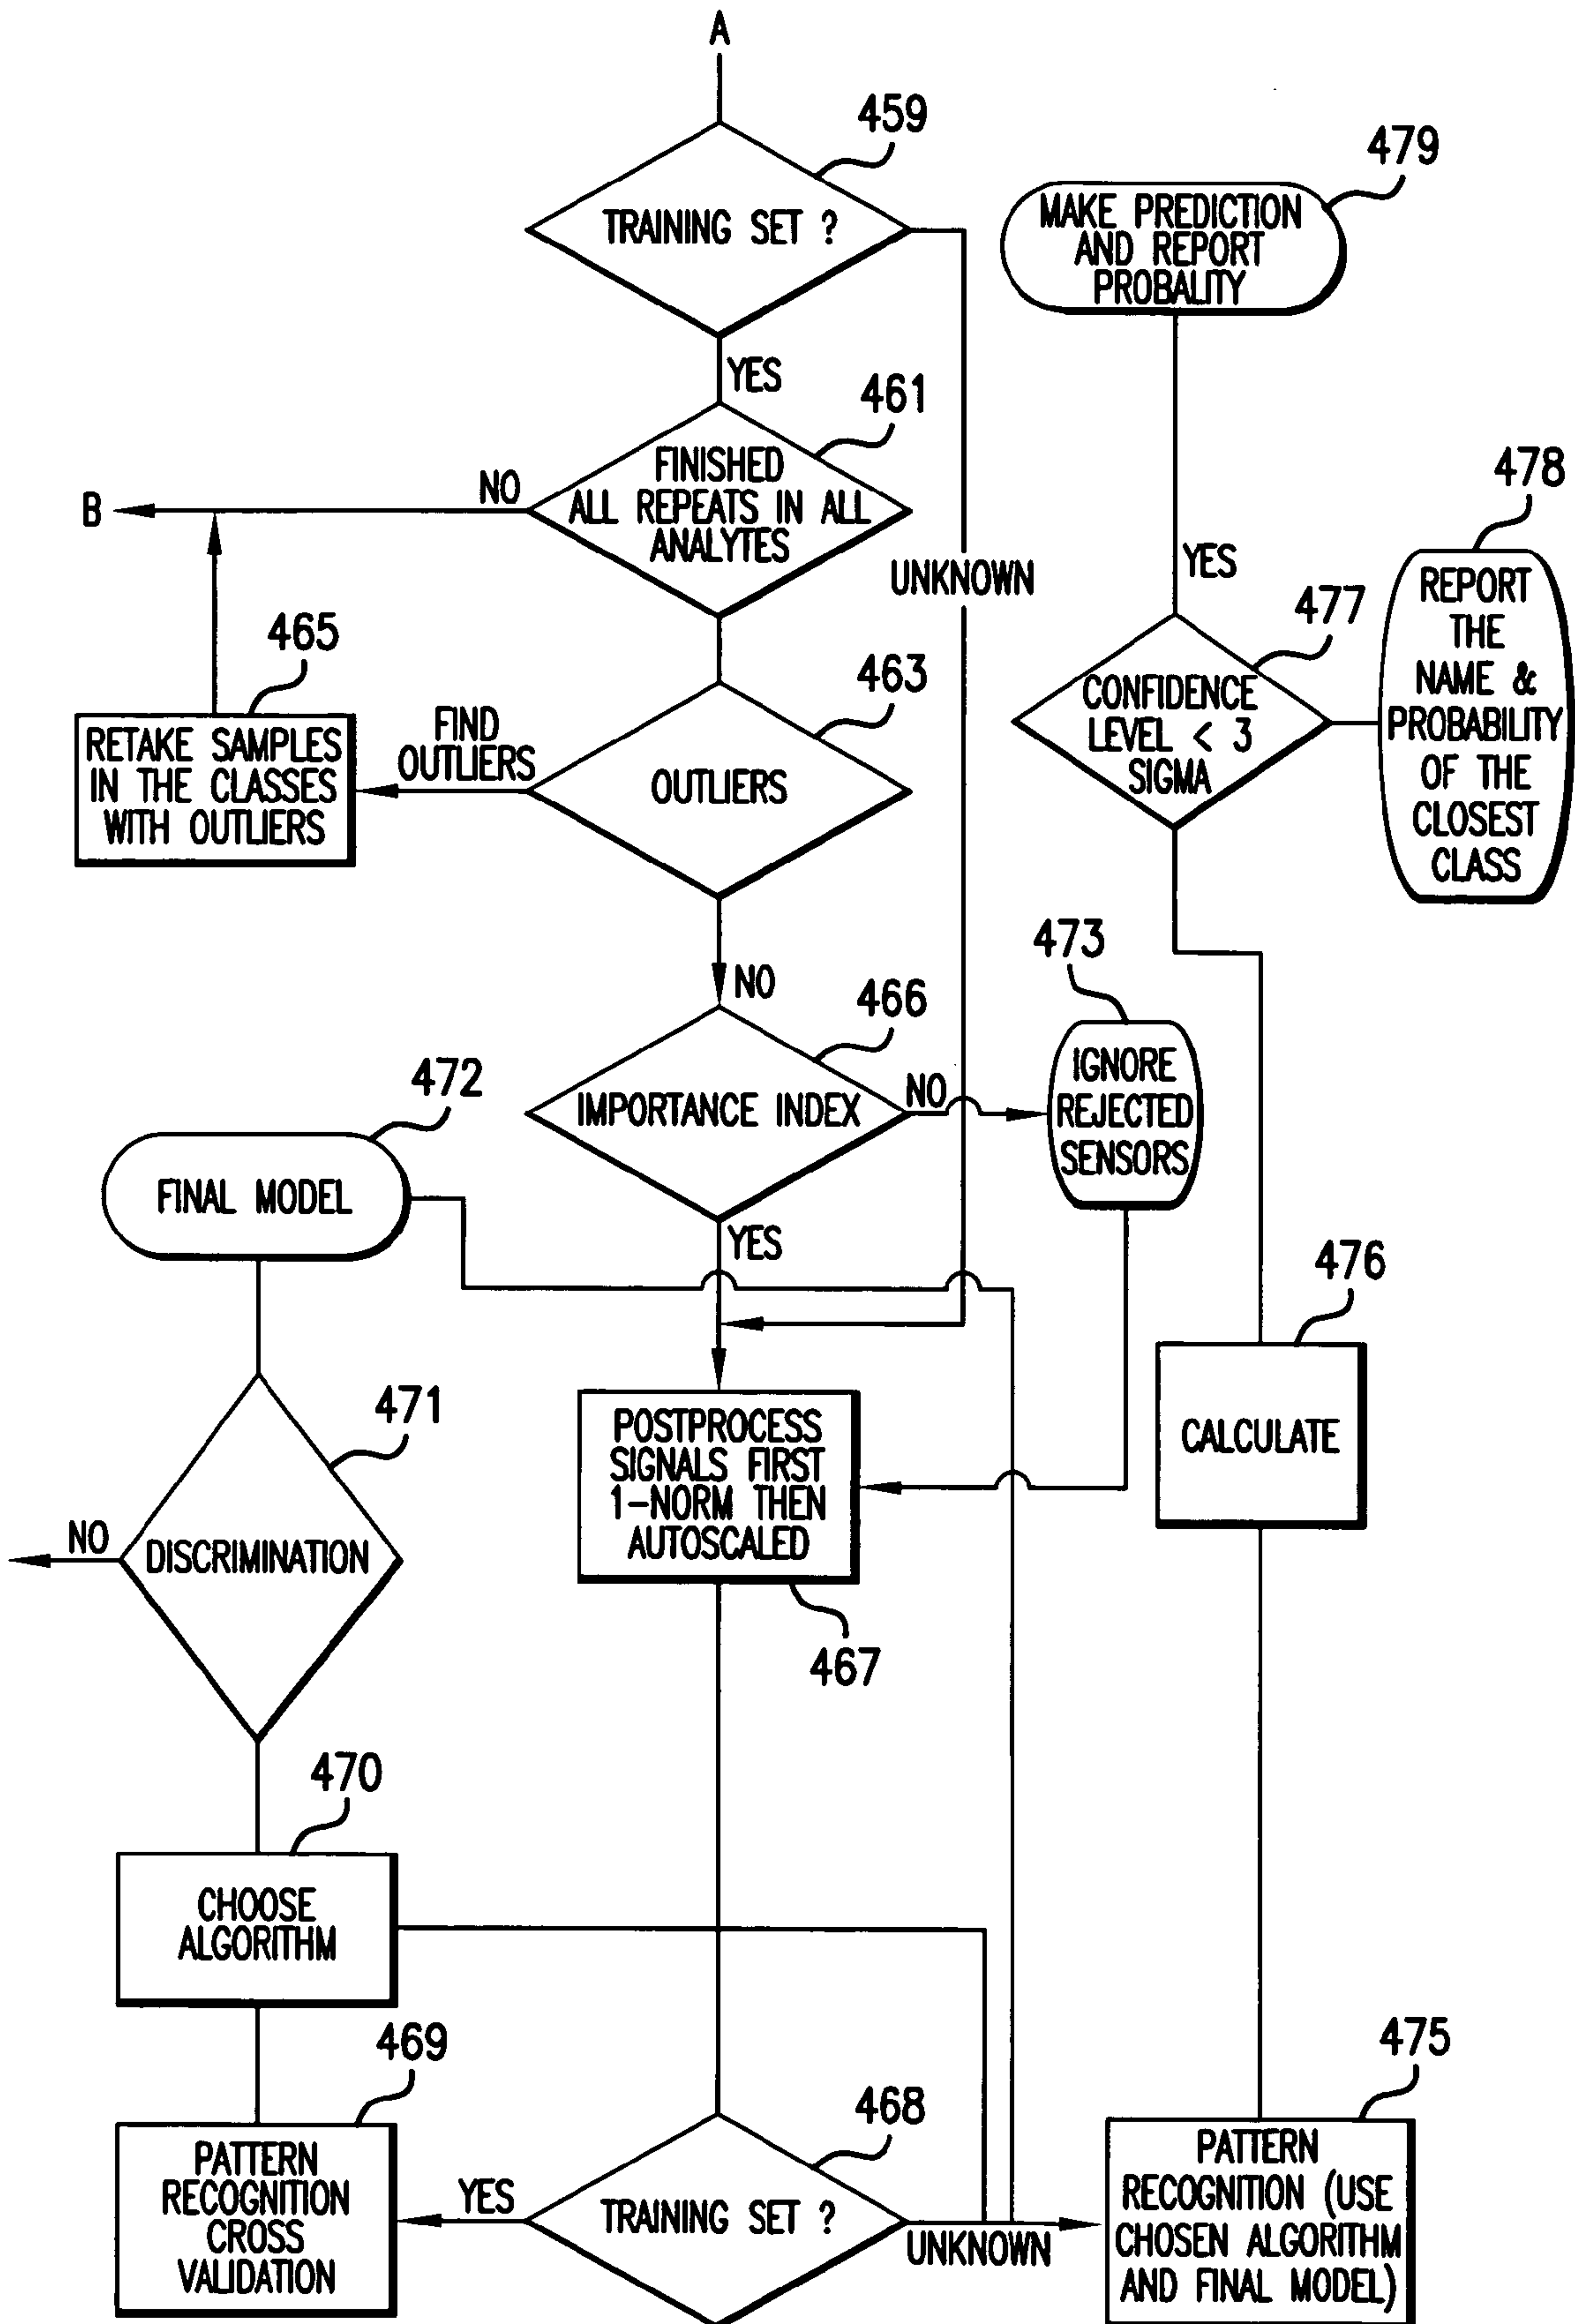 A
459
TRAINING SET ?
YES
UNKNOWN
461
FINISHED
ALL REPEATS IN ALL
ANALYTES
NO
B
465
RETAKE SAMPLES
IN THE CLASSES
WITH OUTLIERS
FIND
OUTLIERS
463
OUTLIERS
NO
466
IMPORTANCE INDEX
NO
473
IGNORE
REJECTED
SENSORS
YES
472
FINAL MODEL
471
DISCRIMINATION
NO
POSTPROCESS
SIGNALS FIRST
1-NORM THEN
AUTOSCALED
467
470
CHOOSE
ALGORITHM
469
PATTERN
RECOGNITION
CROSS
VALIDATION
YES
468
TRAINING SET ?
UNKNOWN
475
PATTERN
RECOGNITION (USE
CHOSEN ALGORITHM
AND FINAL MODEL)
476
CALCULATE
477
CONFIDENCE
LEVEL < 3
SIGMA
YES
478
REPORT
THE
NAME &
PROBABILITY
OF THE
CLOSEST
CLASS
479
MAKE PREDICTION
AND REPORT
PROBALITY